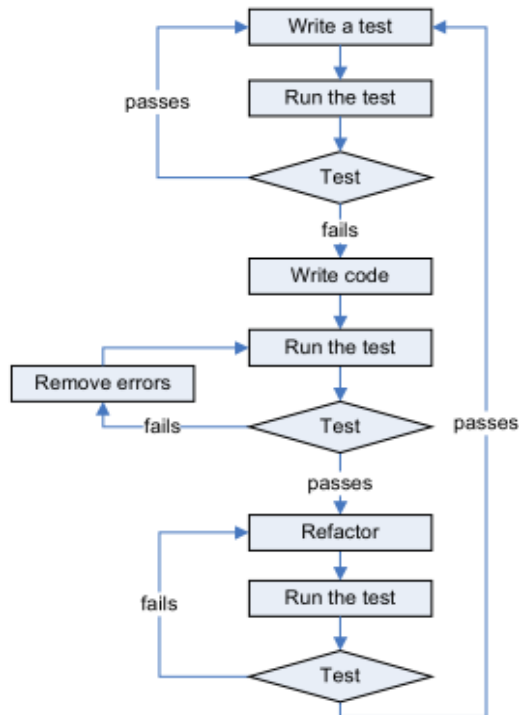 Write a test
passes
Run the test
Test
fails
Write code
Run the test
Remove errors
fails
Test
passes
passes
Refactor
fails
Run the test
Test